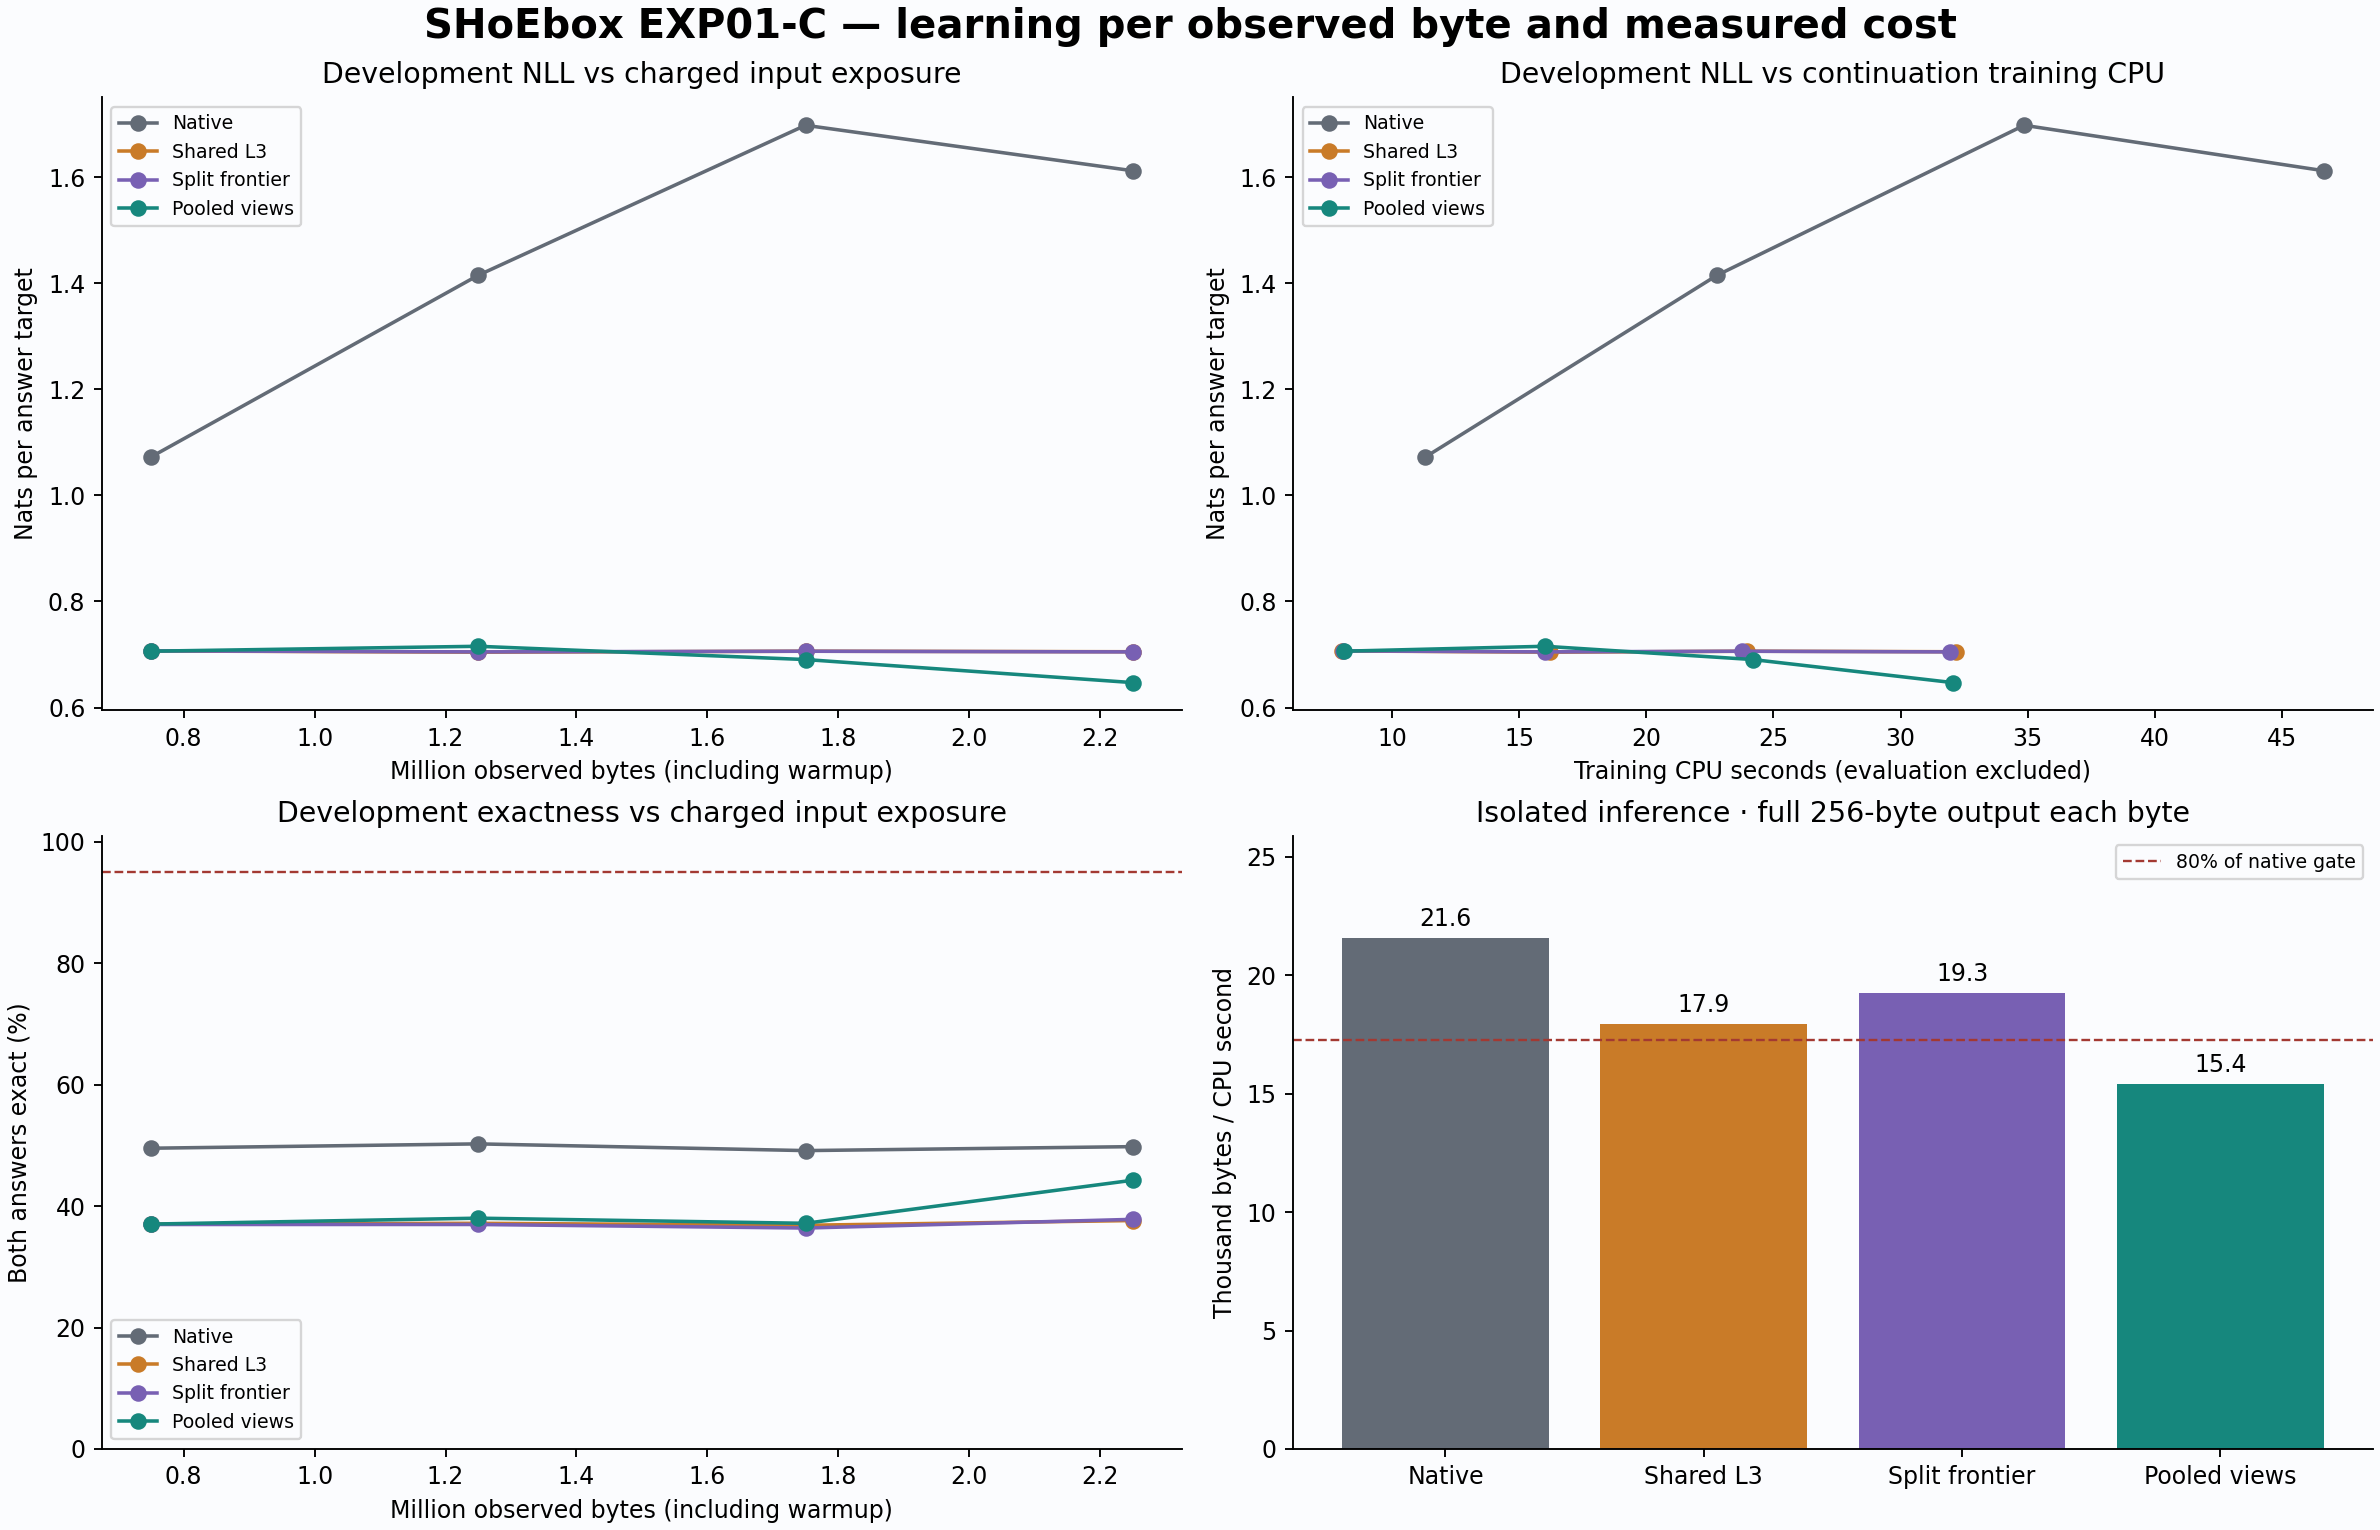 SHoEbox EXP01-C — learning per observed byte and measured cost
Development NLL vs charged input exposure
Nats per answer target
1.6
1.4
1.2
1.0
0.8
0.6
Native
Shared L3
Split frontier
Pooled views
0.8 1.0 1.2 1.4 1.6 1.8 2.0 2.2
Million observed bytes (including warmup)
Development NLL vs continuation training CPU
Nats per answer target
1.6
1.4
1.2
1.0
0.8
0.6
Native
Shared L3
Split frontier
Pooled views
10 15 20 25 30 35 40 45
Training CPU seconds (evaluation excluded)
Development exactness vs charged input exposure
Both answers exact (%)
100
80
60
40
20
0
Native
Shared L3
Split frontier
Pooled views
0.8 1.0 1.2 1.4 1.6 1.8 2.0 2.2
Million observed bytes (including warmup)
Isolated inference · full 256-byte output each byte
Thousand bytes / CPU second
25
20
15
10
5
0
80% of native gate
21.6
17.9
19.3
15.4
Native Shared L3 Split frontier Pooled views